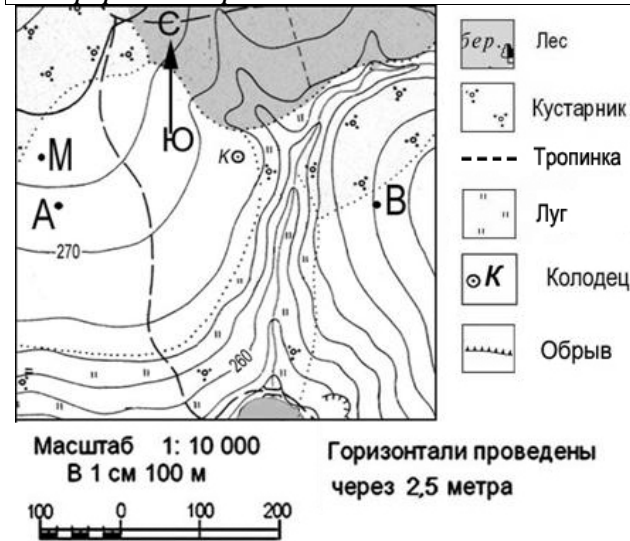 С
Ю
К
М
А
В
270
260
бер.
Лес
Кустарник
Тропинка
Луг
К
Колодец
Обрыв
Масштаб 1: 10 000
В 1 см 100 м
100 0 100 200
Горизонтали проведены
через 2,5 метра